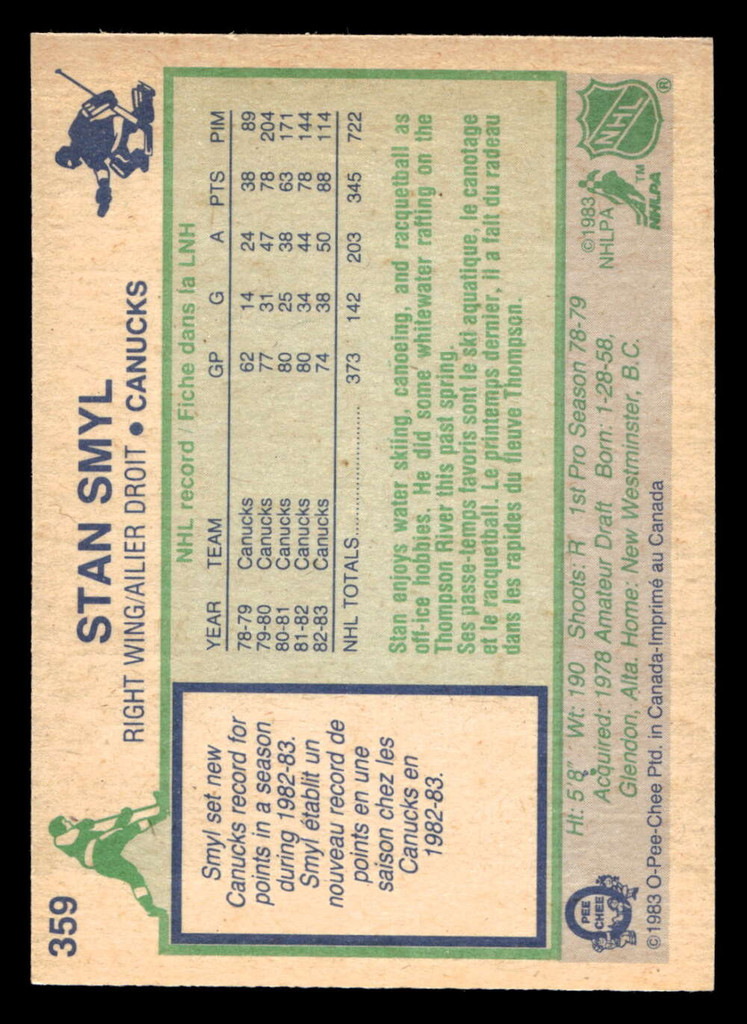 359
STAN SMYL
RIGHT WING/AILIER DROIT • CANUCKS
Smyl set new
Canucks record for
points in a season
during 1982-83.
Smyl établit un
nouveau record de
points en une
saison chez les
Canucks en
1982-83.
NHL record / Fiche dans la LNH
YEAR TEAM GP G A PTS PIM
78-79 Canucks 62 14 24 38 89
79-80 Canucks 77 31 47 78 204
80-81 Canucks 80 25 38 63 171
81-82 Canucks 80 34 44 78 144
82-83 Canucks 74 38 50 88 114
NHL TOTALS.................... 373 142 203 345 722
Stan enjoys water skiing, canoeing, and racquetball as
off-ice hobbies. He did some whitewater rafting on the
Thompson River this past spring.
Ses passe-temps favoris sont le ski aquatique, le canotage
et le racquetball. Le printemps dernier, il a fait du radeau
dans les rapides du fleuve Thompson.
PEE
CHEE
Ht: 5'8" Wt: 190 Shoots: R 1st Pro Season 78-79
Acquired: 1978 Amateur Draft Born: 1-28-58,
Glendon, Alta. Home: New Westminster, B.C.
©1983
NHLPA
NHLPA
TM
NHL
®
©1983 O-Pee-Chee Ptd. in Canada-Imprimé au Canada